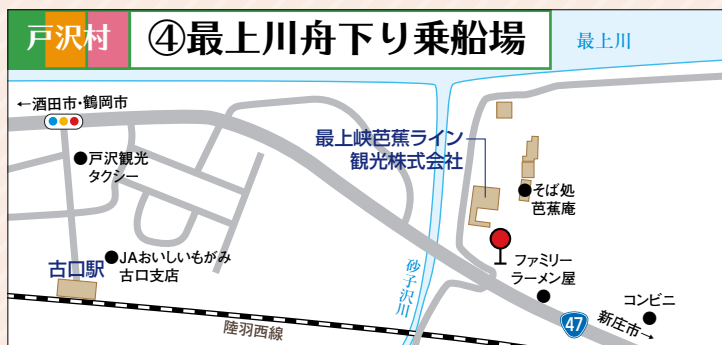 戸沢村
④最上川舟下り乗船場
最上川
←酒田市・鶴岡市
最上峡芭蕉ライン
観光株式会社
戸沢観光
タクシー
そば処
芭蕉庵
JAおいしいもがみ
古口支店
古口駅
砂子沢川
ファミリー
ラーメン屋
コンビニ
47
新庄市→
陸羽西線